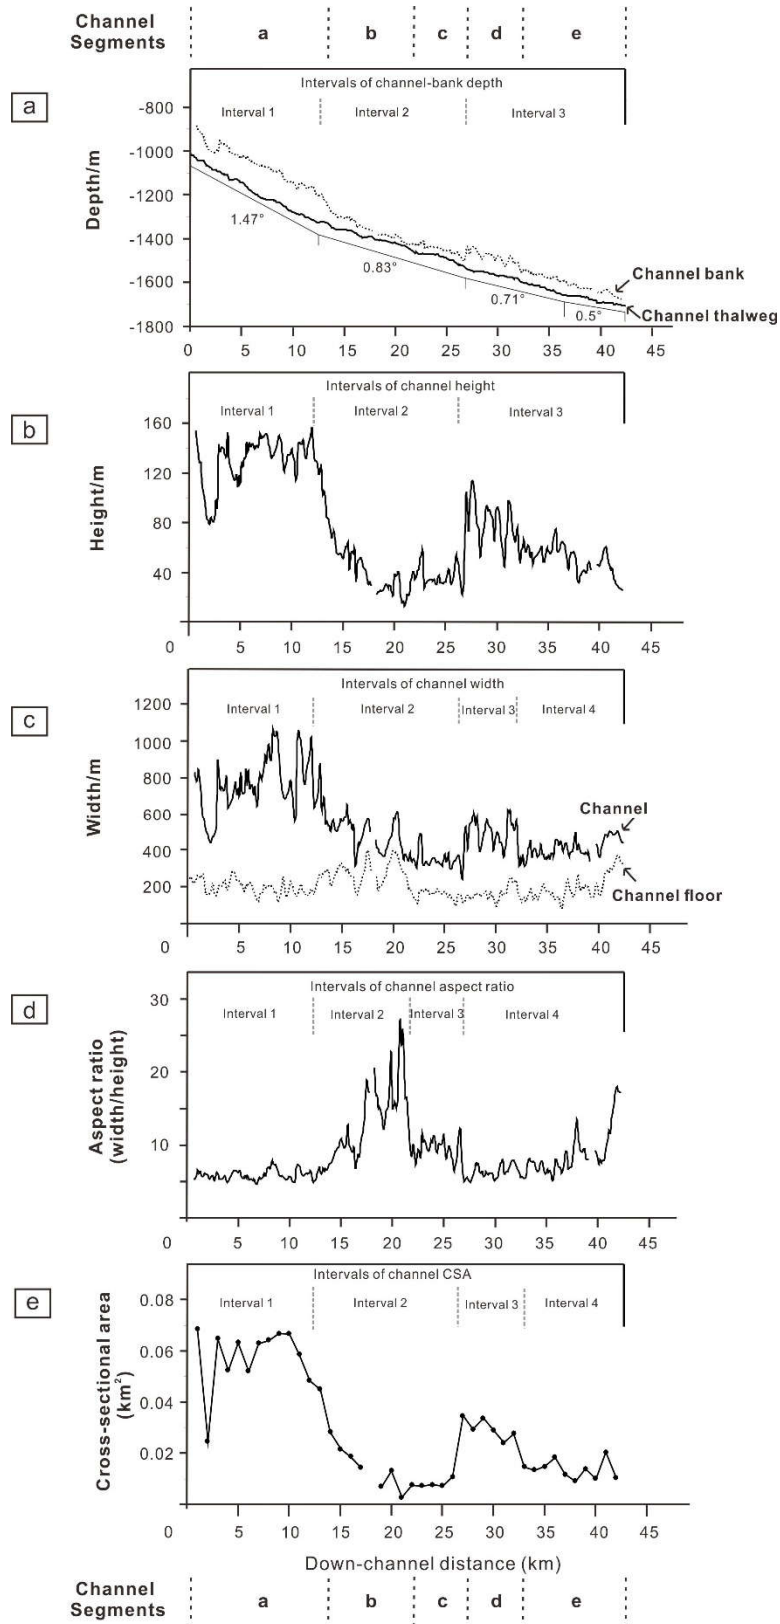 Channel Segments
a b c d e
a
Intervals of channel-bank depth
Interval 1 Interval 2 Interval 3
Depth/m
-800
-1000
-1200
-1400
-1600
-1800
1.47°
0.83°
0.71°
0.5°
Channel bank
Channel thalweg
0 5 10 15 20 25 30 35 40 45
b
Intervals of channel height
Interval 1 Interval 2 Interval 3
Height/m
160
120
80
40
0 5 10 15 20 25 30 35 40 45
c
Intervals of channel width
Interval 1 Interval 2 Interval 3 Interval 4
Width/m
1200
1000
800
600
400
200
Channel
Channel floor
0 5 10 15 20 25 30 35 40 45
d
Intervals of channel aspect ratio
Interval 1 Interval 2 Interval 3 Interval 4
Aspect ratio
(width/height)
30
20
10
0 5 10 15 20 25 30 35 40 45
e
Intervals of channel CSA
Interval 1 Interval 2 Interval 3 Interval 4
Cross-sectional area
(km²)
0.08
0.06
0.04
0.02
0 5 10 15 20 25 30 35 40 45
Down-channel distance (km)
Channel Segments
a b c d e